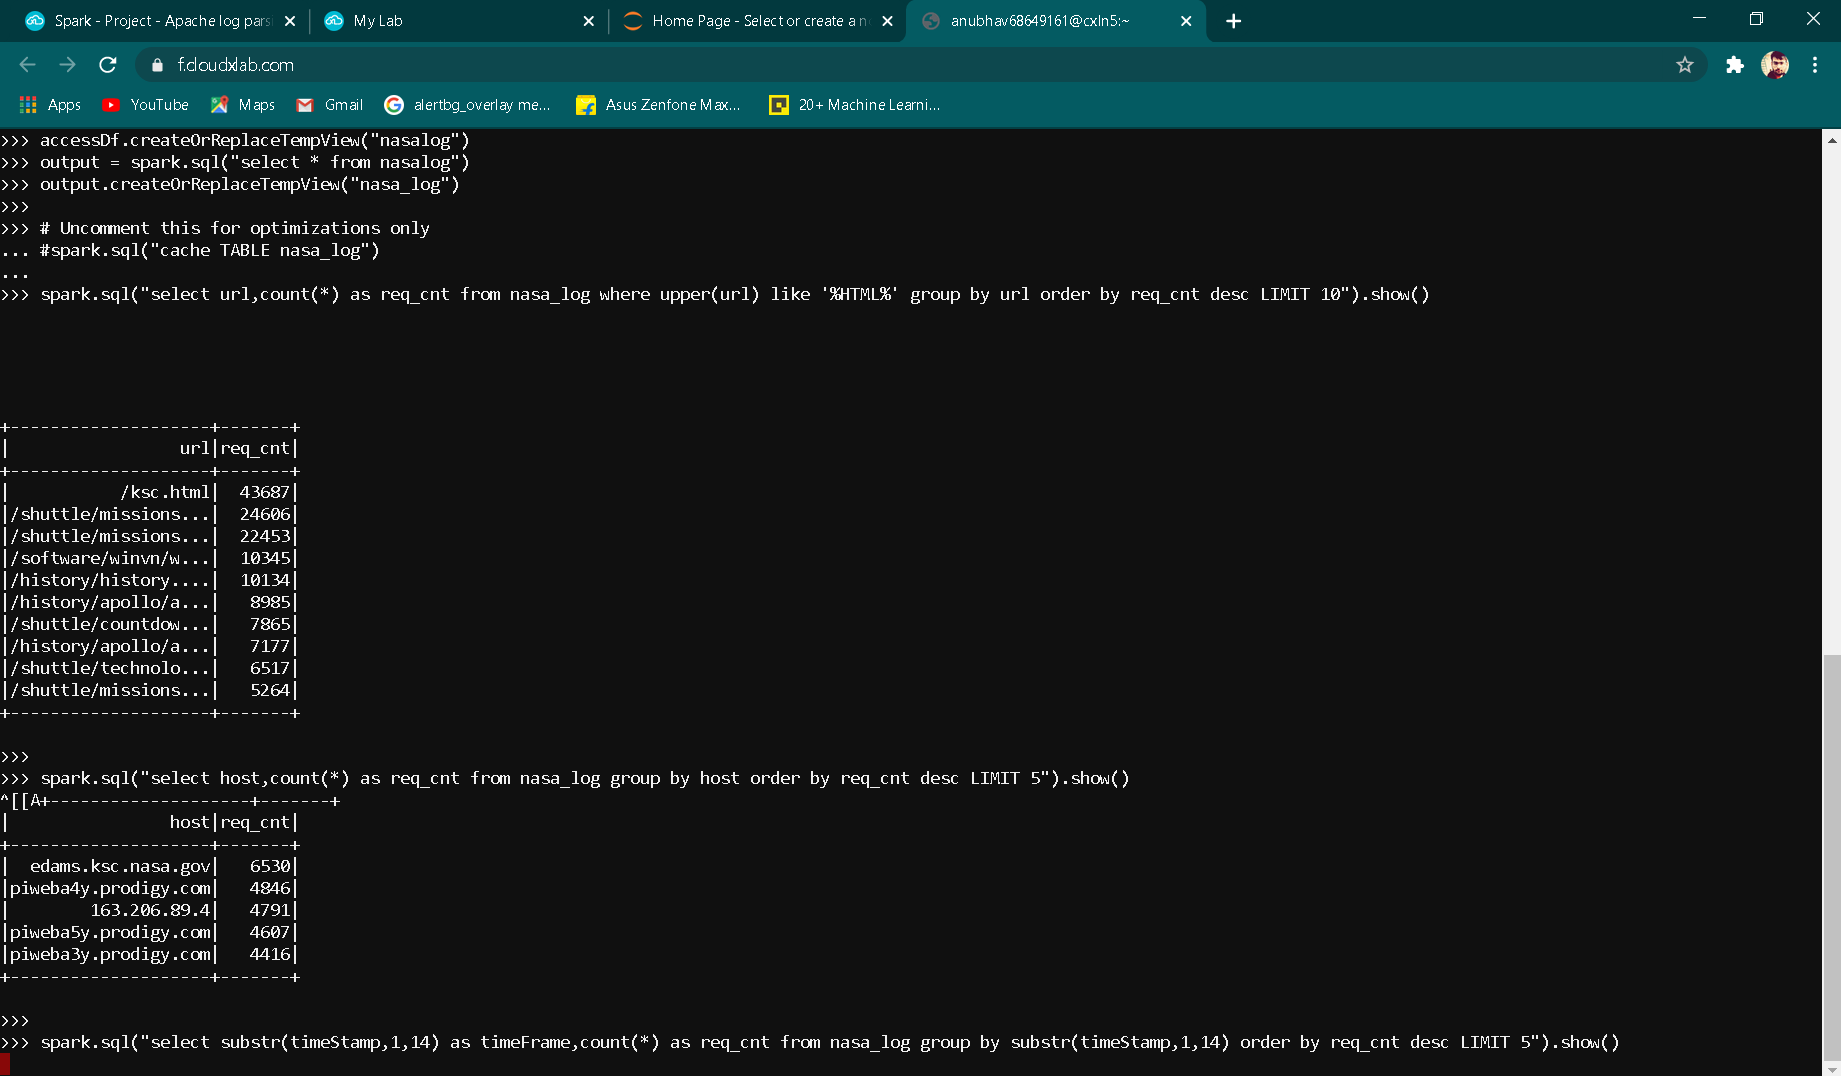 Spark - Project - Apache log pars
My Lab
Home Page - Select or create a n
anubhav68649161@cxln5:~
f.cloudxlab.com
Apps
YouTube
Maps
Gmail
alertbg_overlay me...
Asus Zenfone Max...
20+ Machine Learni...
>>> accessDf.createOrReplaceTempView("nasalog")
>>> output = spark.sql("select * from nasalog")
>>> output.createOrReplaceTempView("nasa_log")
>>>
>>> # Uncomment this for optimizations only
... #spark.sql("cache TABLE nasa_log")
...
>>> spark.sql("select url,count(*) as req_cnt from nasa_log where upper(url) like '%HTML%' group by url order by req_cnt desc LIMIT 10").show()
+--------------------+-------+
|                 url|req_cnt|
+--------------------+-------+
|           /ksc.html|  43687|
|/shuttle/missions...|  24606|
|/shuttle/missions...|  22453|
|/software/winvn/w...|  10345|
|/history/history....|  10134|
|/history/apollo/a...|   8985|
|/shuttle/countdow...|   7865|
|/history/apollo/a...|   7177|
|/shuttle/technolo...|   6517|
|/shuttle/missions...|   5264|
+--------------------+-------+
>>>
>>> spark.sql("select host,count(*) as req_cnt from nasa_log group by host order by req_cnt desc LIMIT 5").show()
^[[A+--------------------+-------+
|                host|req_cnt|
+--------------------+-------+
|  edams.ksc.nasa.gov|   6530|
|piweba4y.prodigy.com|   4846|
|        163.206.89.4|   4791|
|piweba5y.prodigy.com|   4607|
|piweba3y.prodigy.com|   4416|
+--------------------+-------+
>>>
>>> spark.sql("select substr(timeStamp,1,14) as timeFrame,count(*) as req_cnt from nasa_log group by substr(timeStamp,1,14) order by req_cnt desc LIMIT 5").show()